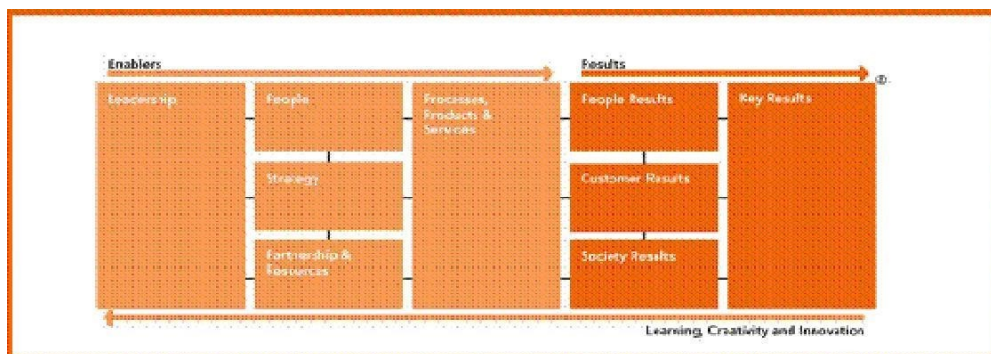 Enablers
Results
®
Leadership
People
Processes,
Products &
Services
People Results
Key Results
Strategy
Customer Results
Partnership &
Resources
Society Results
Learning, Creativity and Innovation